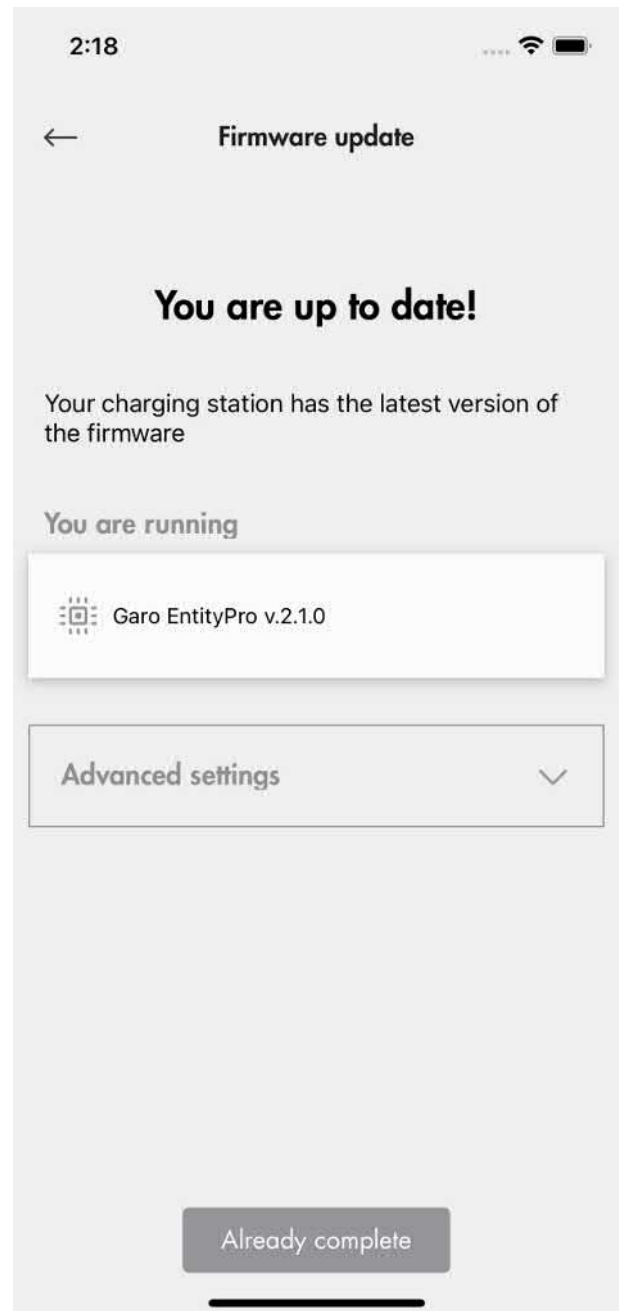 2:18
Firmware update
You are up to date!
Your charging station has the latest version of
the firmware
You are running
Garo EntityPro v.2.1.0
Advanced settings
Already complete